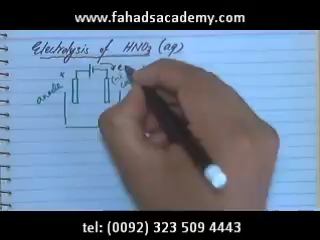 www.fahadsacademy.com
Electrolysis of HNO3 (aq)
+
(-)
anode
tel: (0092) 323 509 4443